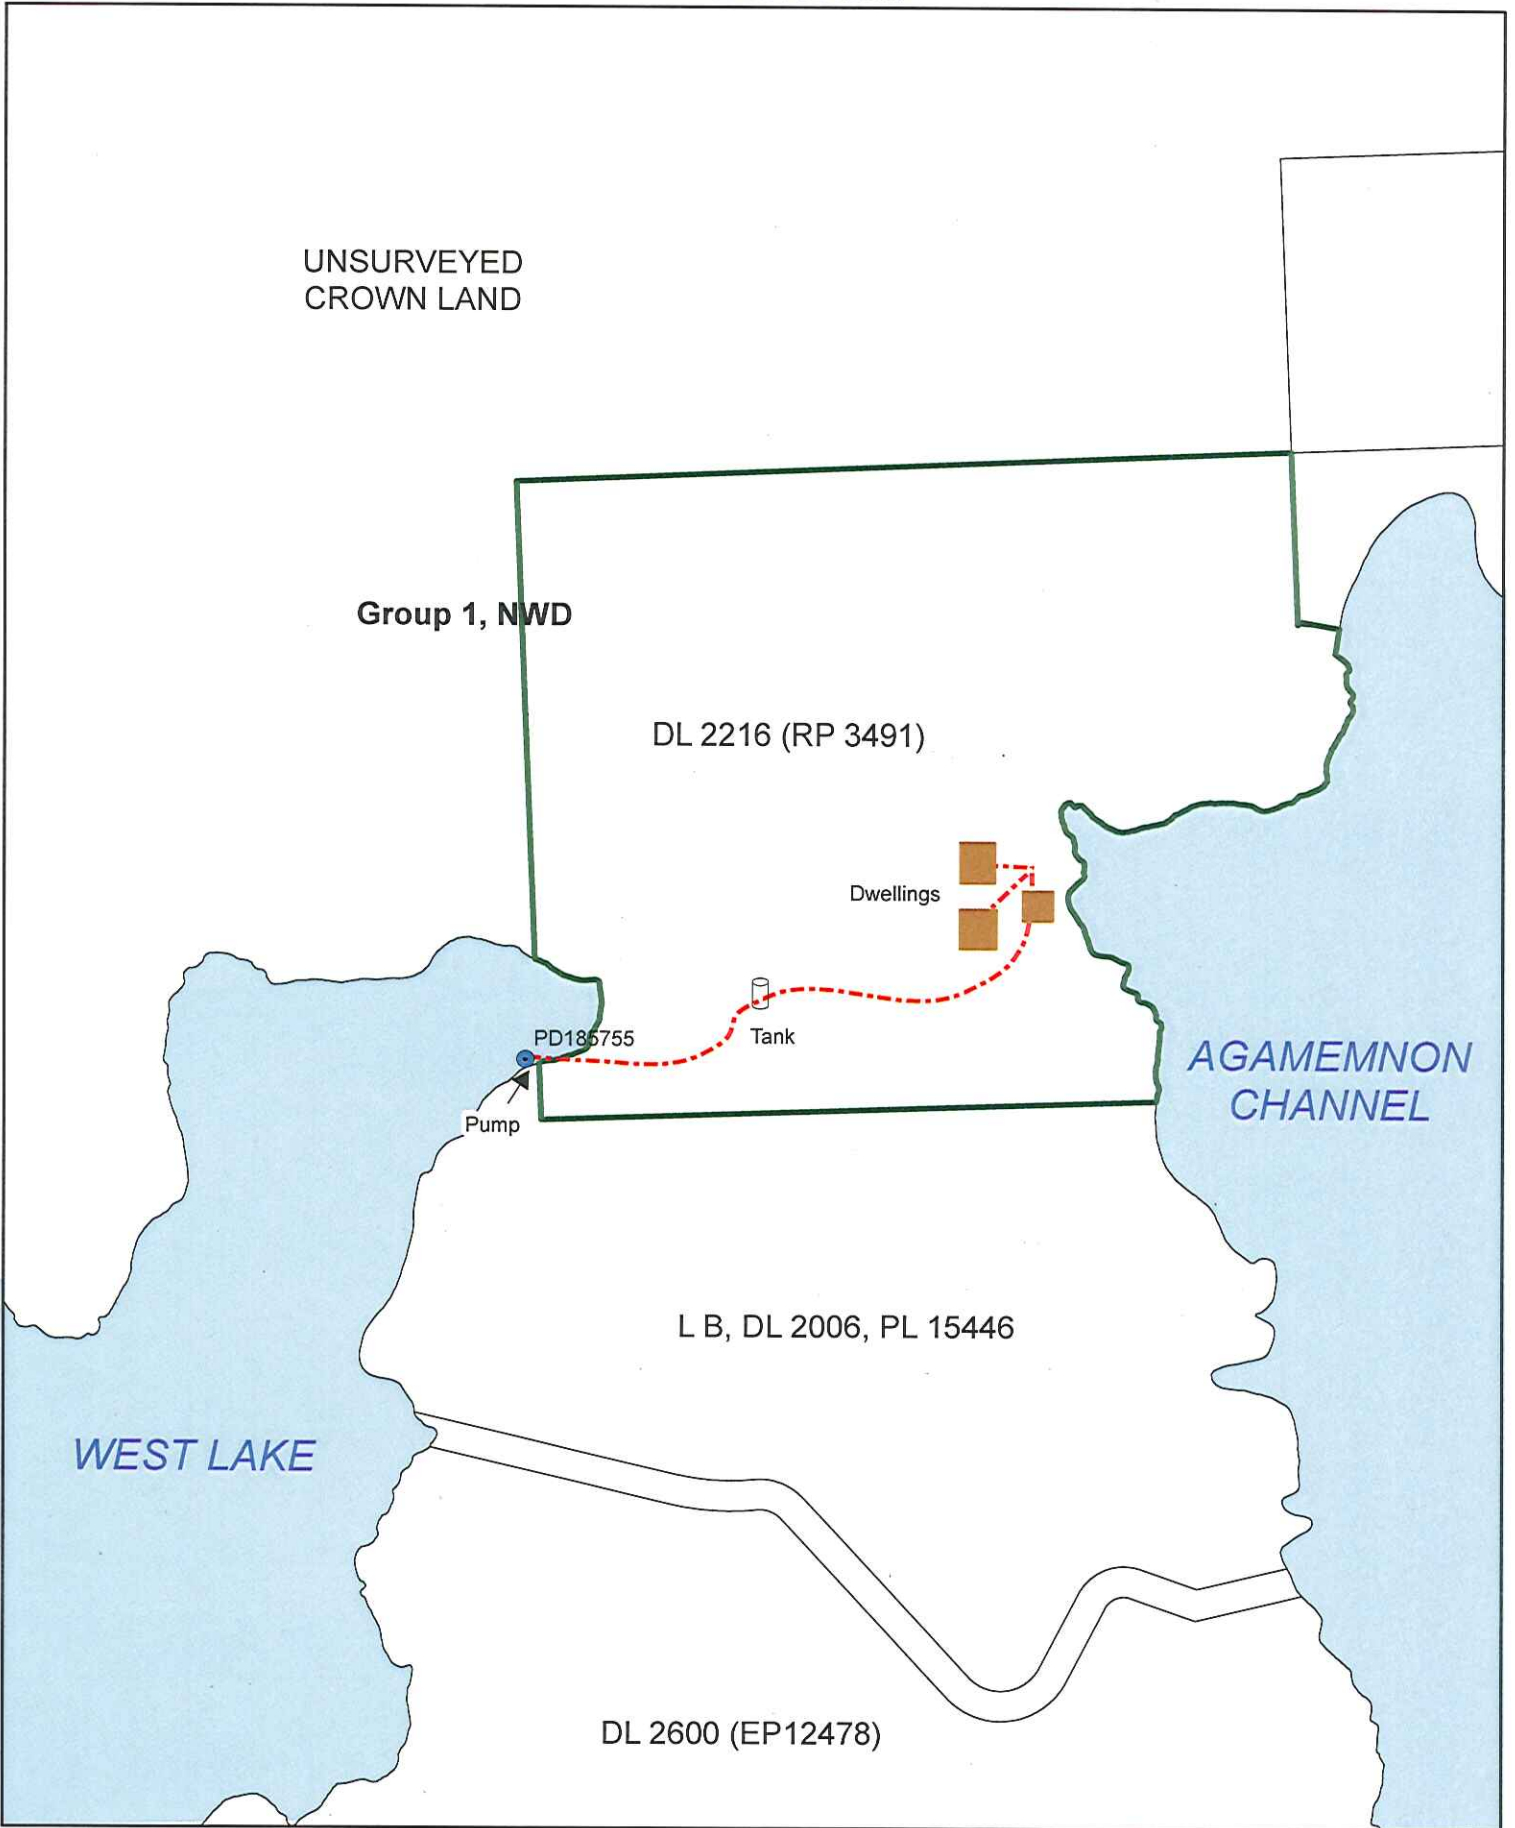 UNSURVEYED
CROWN LAND
Group 1, NWD
DL 2216 (RP 3491)
Dwellings
PD185755
Tank
Pump
AGAMEMNON
CHANNEL
L B, DL 2006, PL 15446
WEST LAKE
DL 2600 (EP12478)